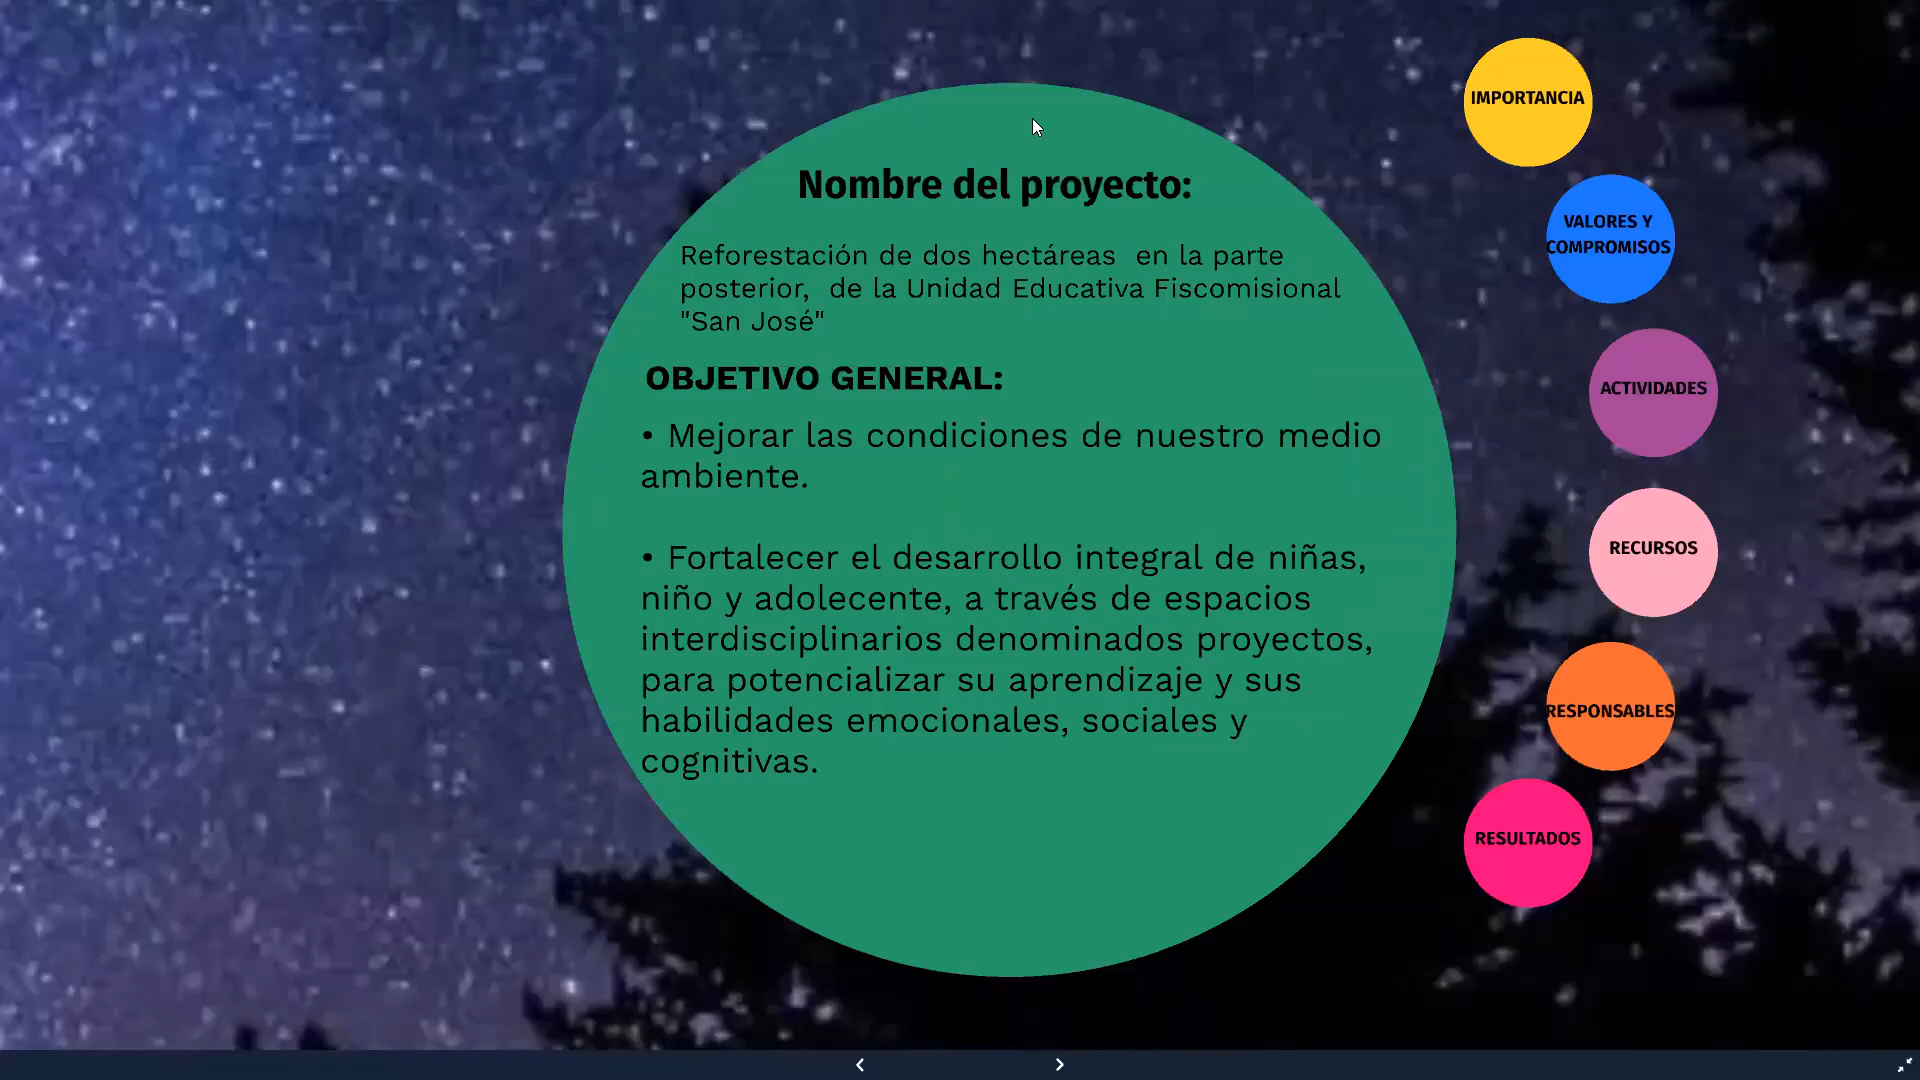 Nombre del proyecto:
Reforestación de dos hectáreas  en la parte
posterior,  de la Unidad Educativa Fiscomisional
"San José"
OBJETIVO GENERAL:
• Mejorar las condiciones de nuestro medio
ambiente.
• Fortalecer el desarrollo integral de niñas,
niño y adolecente, a través de espacios
interdisciplinarios denominados proyectos,
para potencializar su aprendizaje y sus
habilidades emocionales, sociales y
cognitivas.
IMPORTANCIA
VALORES Y
COMPROMISOS
ACTIVIDADES
RECURSOS
RESPONSABLES
RESULTADOS